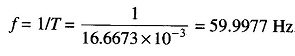 f = 1/T = 1 / 16.6673×10⁻³ = 59.9977 Hz